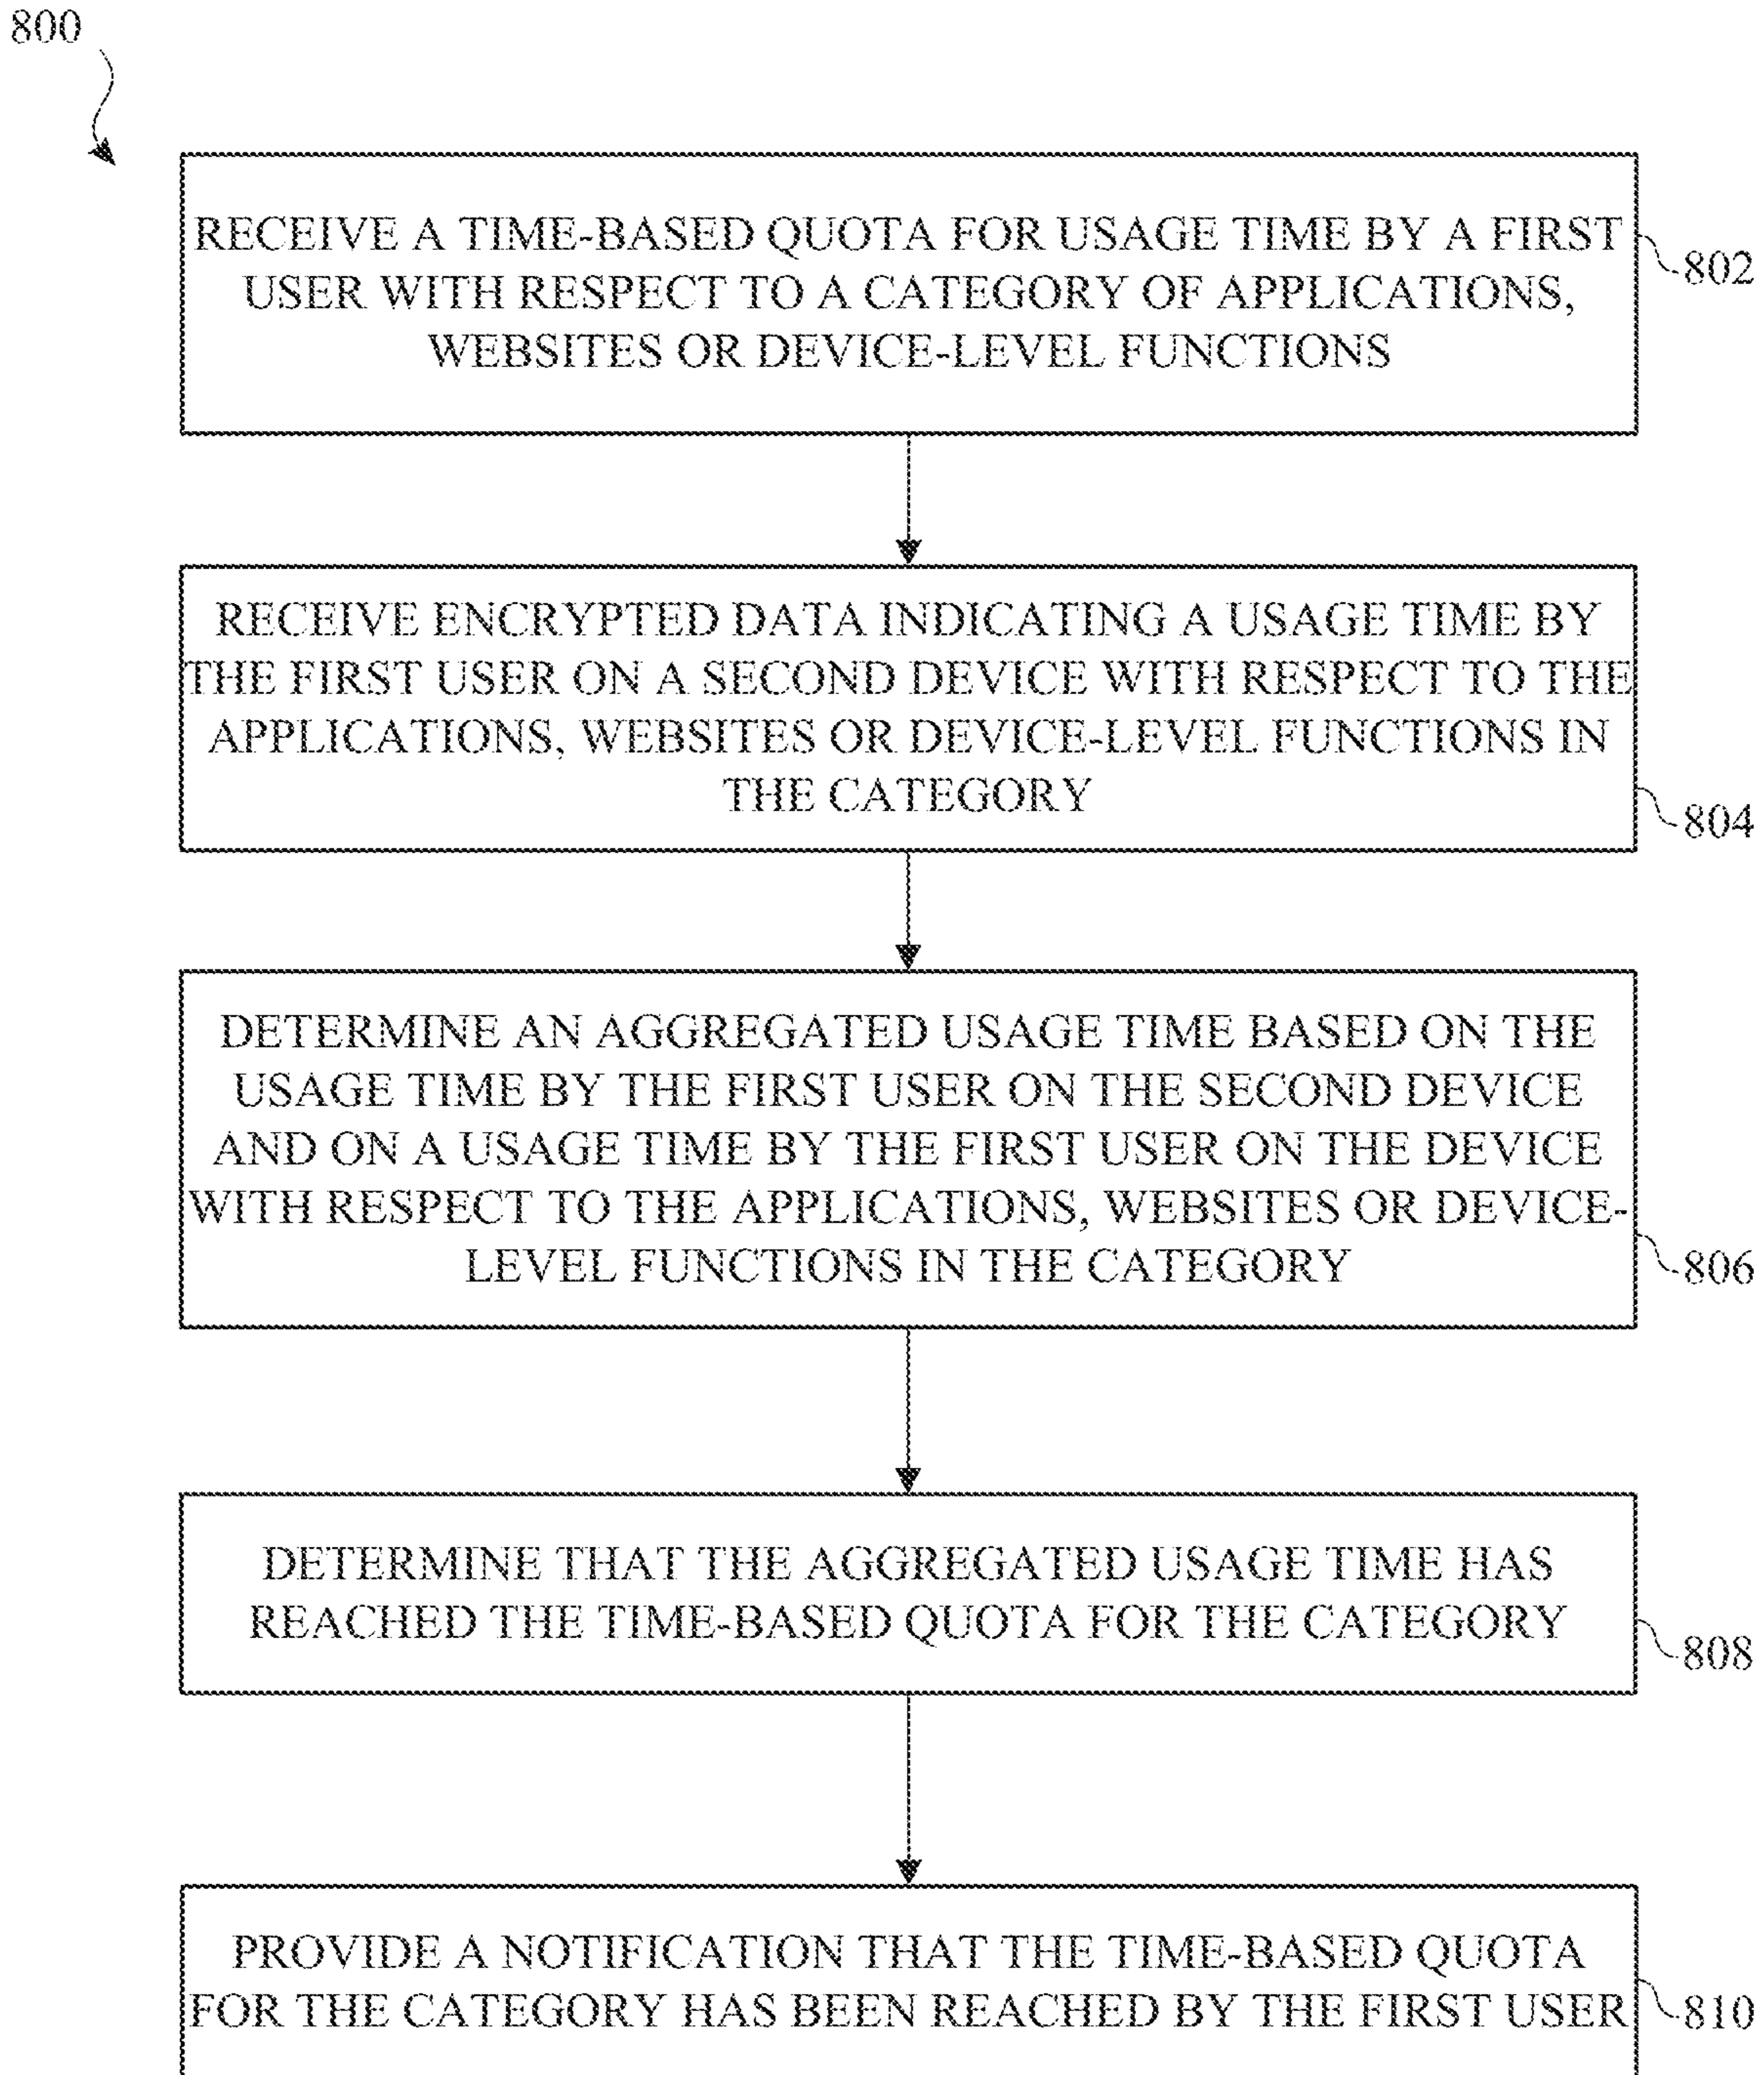 800
RECEIVE A TIME-BASED QUOTA FOR USAGE TIME BY A FIRST
USER WITH RESPECT TO A CATEGORY OF APPLICATIONS,
WEBSITES OR DEVICE-LEVEL FUNCTIONS
802
RECEIVE ENCRYPTED DATA INDICATING A USAGE TIME BY
THE FIRST USER ON A SECOND DEVICE WITH RESPECT TO THE
APPLICATIONS, WEBSITES OR DEVICE-LEVEL FUNCTIONS IN
THE CATEGORY
804
DETERMINE AN AGGREGATED USAGE TIME BASED ON THE
USAGE TIME BY THE FIRST USER ON THE SECOND DEVICE
AND ON A USAGE TIME BY THE FIRST USER ON THE DEVICE
WITH RESPECT TO THE APPLICATIONS, WEBSITES OR DEVICE-
LEVEL FUNCTIONS IN THE CATEGORY
806
DETERMINE THAT THE AGGREGATED USAGE TIME HAS
REACHED THE TIME-BASED QUOTA FOR THE CATEGORY
808
PROVIDE A NOTIFICATION THAT THE TIME-BASED QUOTA
FOR THE CATEGORY HAS BEEN REACHED BY THE FIRST USER
810